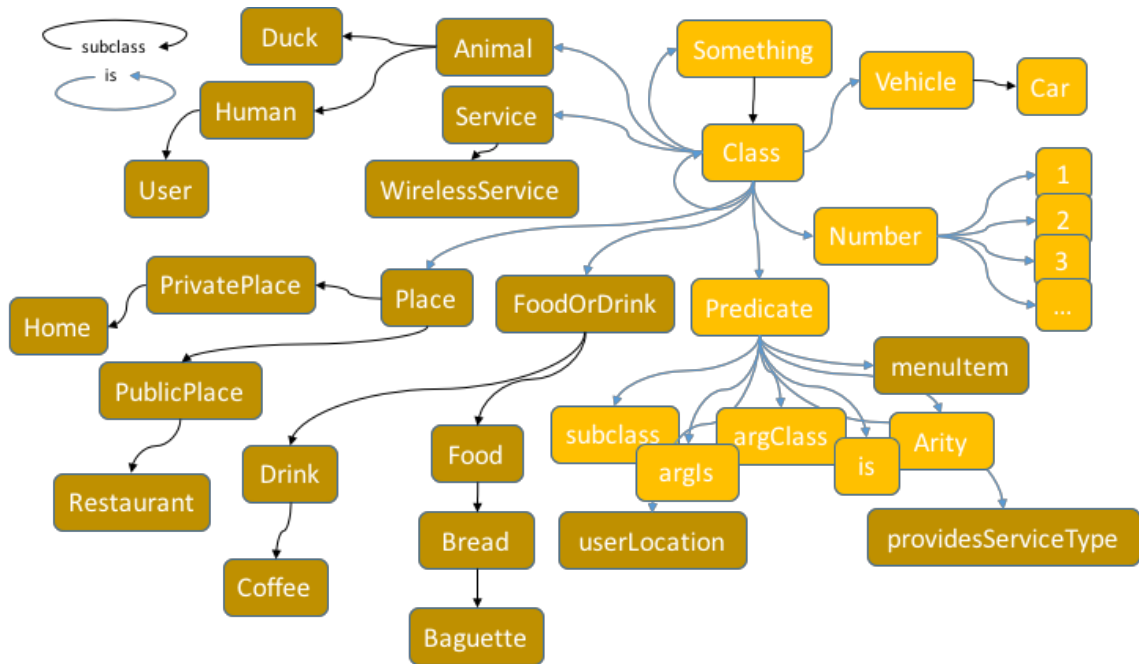 subclass
is
Duck
Animal
Something
Vehicle
Car
Human
Service
Class
User
WirelessService
1
2
3
...
Number
PrivatePlace
Place
FoodOrDrink
Predicate
Home
PublicPlace
menuItem
subclass
argClass
Arity
argIs
is
Food
Drink
Restaurant
Bread
userLocation
providesServiceType
Coffee
Baguette